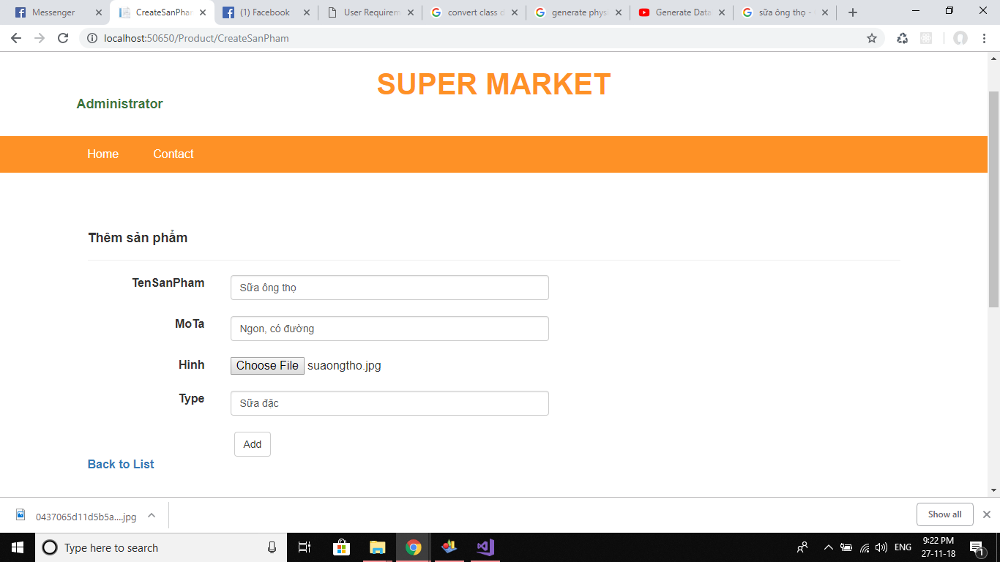 Messenger
CreateSanPhar
(1) Facebook
User Requirem
convert class d
generate physi
Generate Data
sữa ông thọ -
localhost:50650/Product/CreateSanPham
SUPER MARKET
Administrator
Home Contact
Thêm sản phẩm
TenSanPham Sữa ông thọ
MoTa Ngon, có đường
Hinh Choose File suaongtho.jpg
Type Sữa đặc
Add
Back to List
0437065d11d5b5a....jpg
Show all
Type here to search
ENG
9:22 PM
27-11-18
1